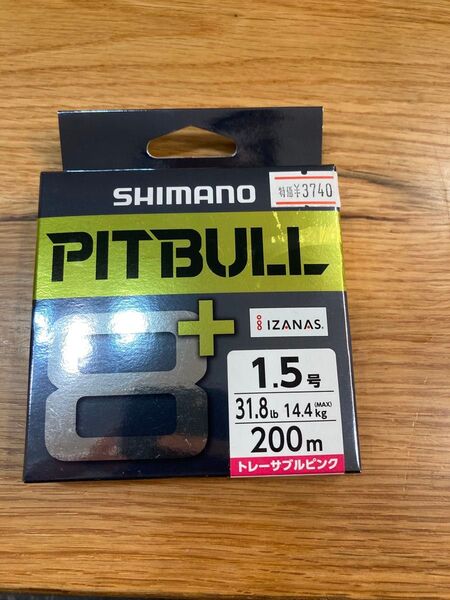 SHIMANO
特価¥3740
PITBULL
8+
IZANAS.
1.5号
31.8lb 14.4kg (MAX)
200m
トレーサブルピンク